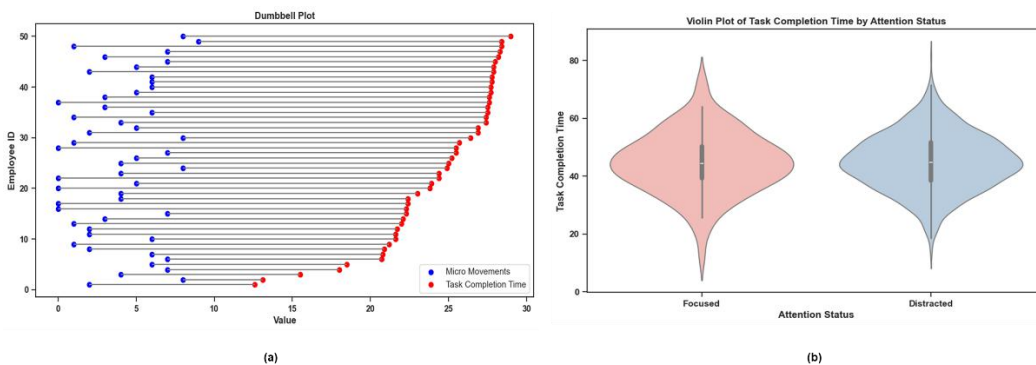 Dumbbell Plot
50
40
30
20
10
0
Employee ID
Micro Movements
Task Completion Time
0 5 10 15 20 25 30
Value
(a)
Violin Plot of Task Completion Time by Attention Status
80
60
40
20
0
Task Completion Time
Focused Distracted
Attention Status
(b)